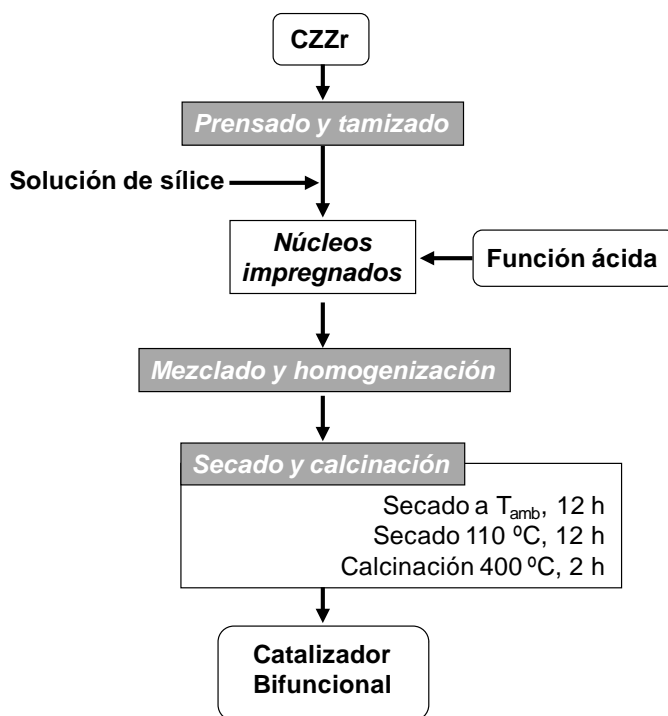 CZZr
Prensado y tamizado
Solución de sílice
Núcleos
impregnados
Función ácida
Mezclado y homogenización
Secado y calcinación
Secado a Tamb, 12 h
Secado 110 ºC, 12 h
Calcinación 400 ºC, 2 h
Catalizador
Bifuncional